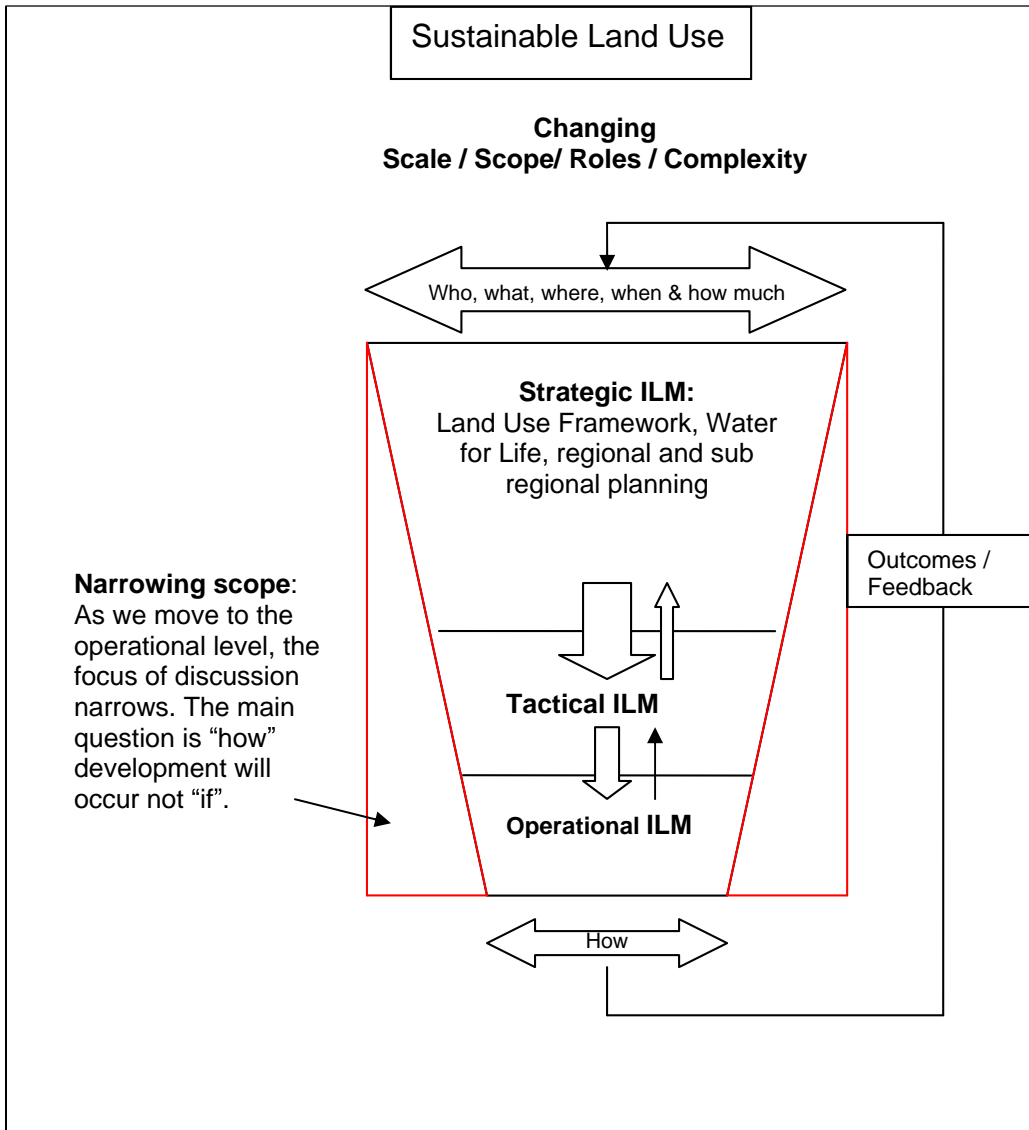 Sustainable Land Use
Changing
Scale / Scope/ Roles / Complexity
Who, what, where, when & how much
Strategic ILM:
Land Use Framework, Water
for Life, regional and sub
regional planning
Outcomes /
Feedback
Narrowing scope:
As we move to the
operational level, the
focus of discussion
narrows. The main
question is “how”
development will
occur not “if”.
Tactical ILM
Operational ILM
How